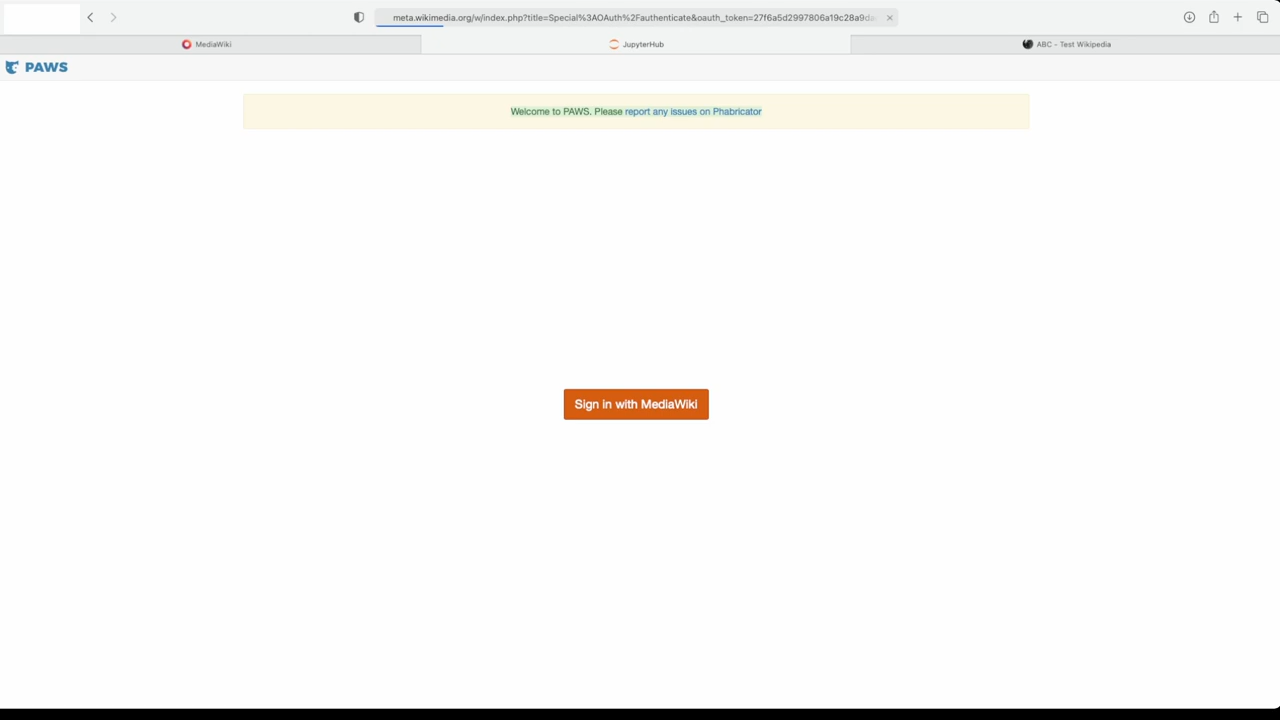 meta.wikimedia.org/w/index.php?title=Special%3AOAuth%2Fauthenticate&oauth_token=27f6a5d2997806a19c28a9da
MediaWiki
JupyterHub
ABC - Test Wikipedia
PAWS
Welcome to PAWS. Please report any issues on Phabricator
Sign in with MediaWiki